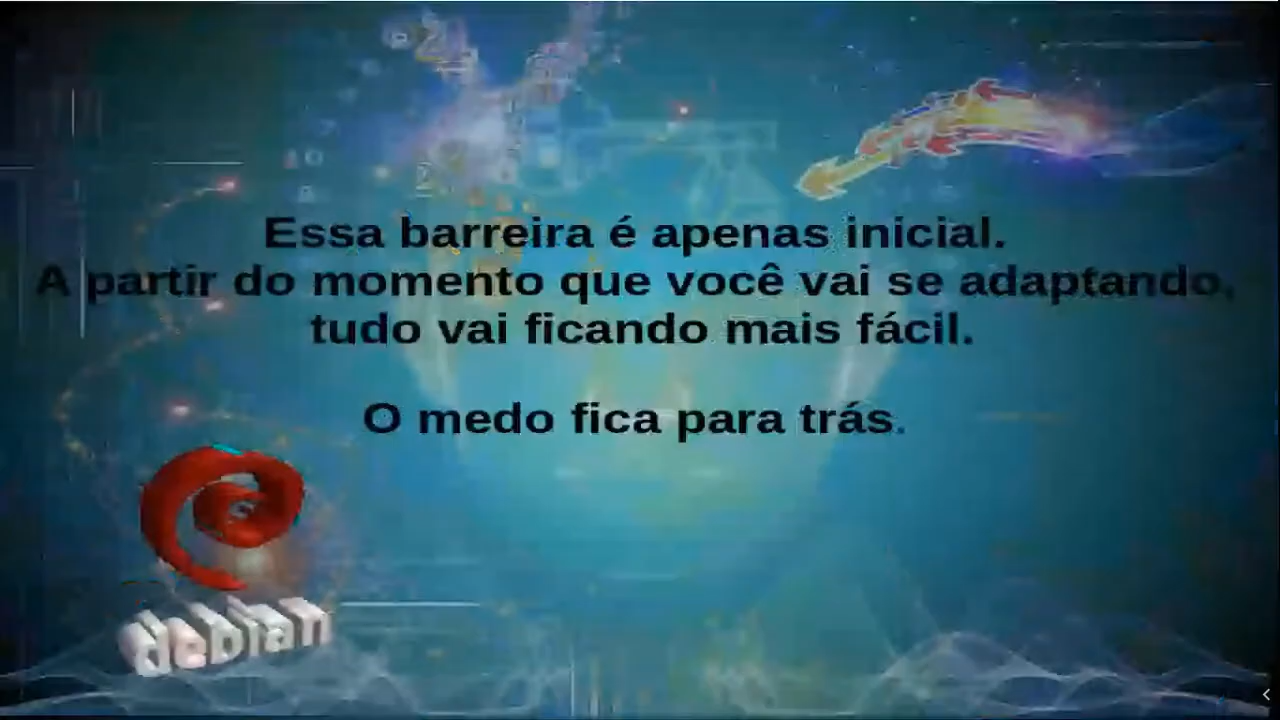 Essa barreira é apenas inicial.
A partir do momento que você vai se adaptando,
tudo vai ficando mais fácil.
O medo fica para trás.
debian